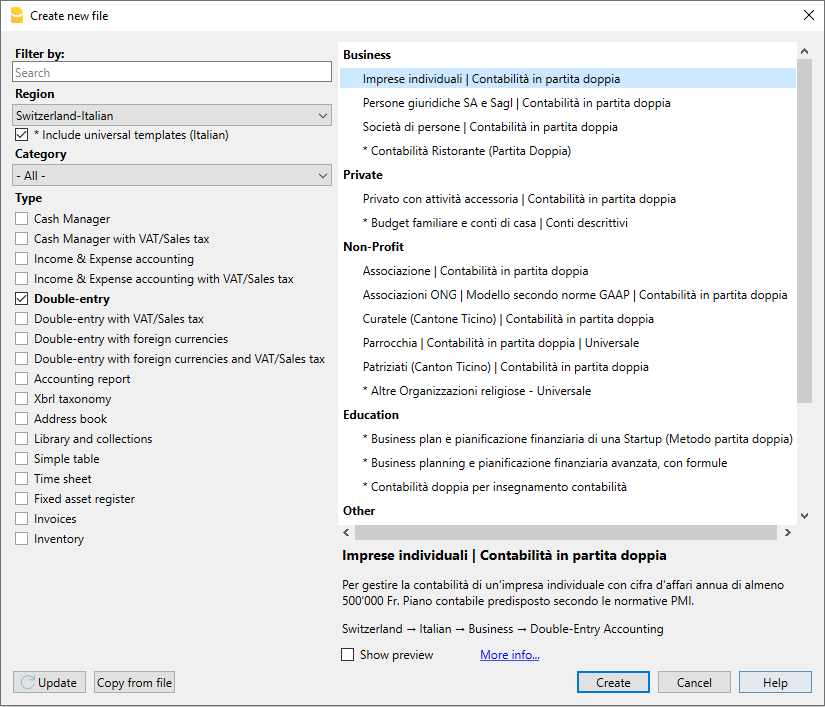 Create new file
Filter by:
Search
Region
Switzerland-Italian
* Include universal templates (Italian)
Category
- All -
Type
Cash Manager
Cash Manager with VAT/Sales tax
Income & Expense accounting
Income & Expense accounting with VAT/Sales tax
Double-entry
Double-entry with VAT/Sales tax
Double-entry with foreign currencies
Double-entry with foreign currencies and VAT/Sales tax
Accounting report
Xbrl taxonomy
Address book
Library and collections
Simple table
Time sheet
Fixed asset register
Invoices
Inventory
Business
Imprese individuali | Contabilità in partita doppia
Persone giuridiche SA e Sagl | Contabilità in partita doppia
Società di persone | Contabilità in partita doppia
* Contabilità Ristorante (Partita Doppia)
Private
Privato con attività accessoria | Contabilità in partita doppia
* Budget familiare e conti di casa | Conti descrittivi
Non-Profit
Associazione | Contabilità in partita doppia
Associazioni ONG | Modello secondo norme GAAP | Contabilità in partita doppia
Curatele (Cantone Ticino) | Contabilità in partita doppia
Parrocchia | Contabilità in partita doppia | Universale
Patriziati (Canton Ticino) | Contabilità in partita doppia
* Altre Organizzazioni religiose - Universale
Education
* Business plan e pianificazione finanziaria di una Startup (Metodo partita doppia)
* Business planning e pianificazione finanziaria avanzata, con formule
* Contabilità doppia per insegnamento contabilità
Other
Imprese individuali | Contabilità in partita doppia
Per gestire la contabilità di un'impresa individuale con cifra d'affari annua di almeno
500'000 Fr. Piano contabile predisposto secondo le normative PMI.
Switzerland → Italian → Business → Double-Entry Accounting
Show preview
More info...
Update
Copy from file
Create
Cancel
Help